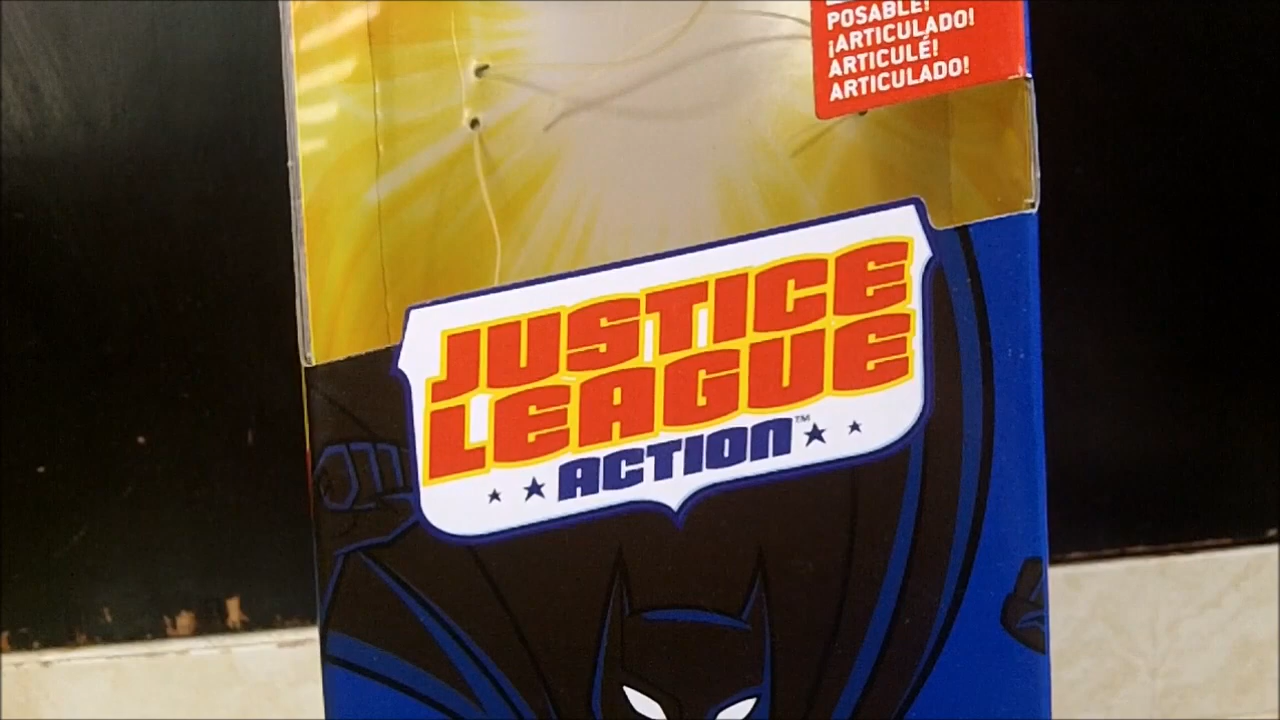 POSABLE!
¡ARTICULADO!
ARTICULÉ!
ARTICULADO!
JUSTICE
LEAGUE
ACTION™